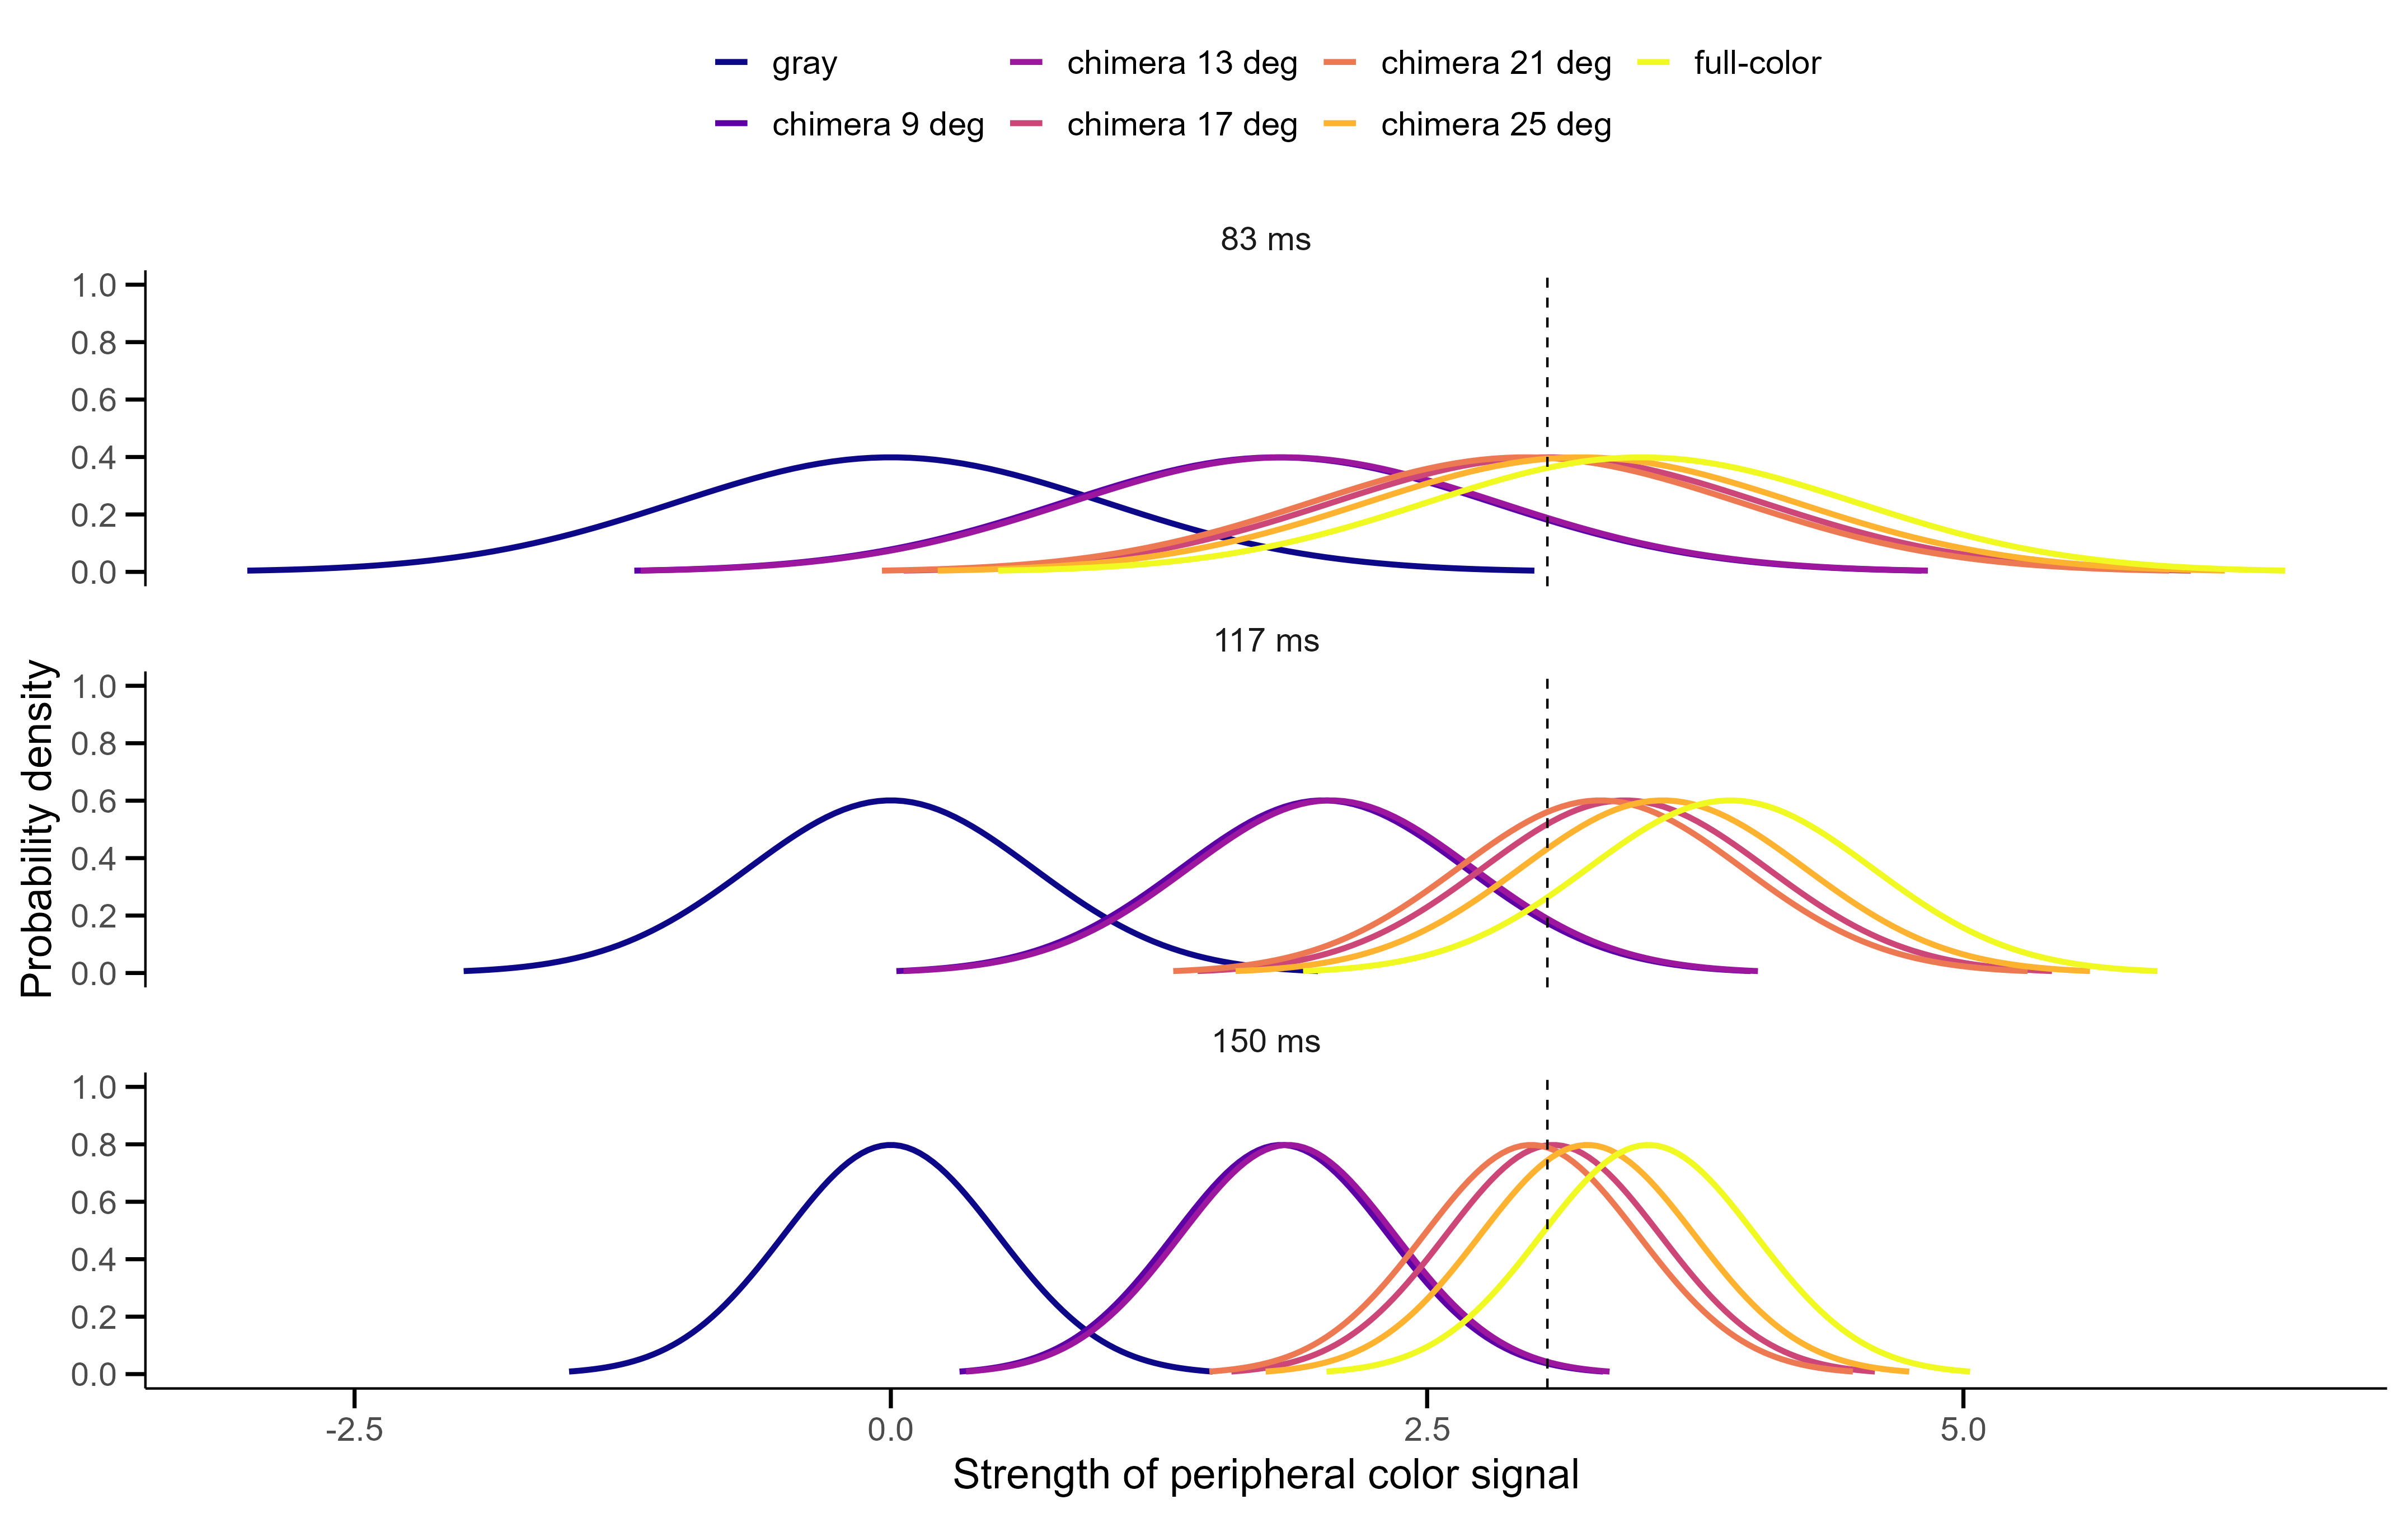 gray chimera 13 deg chimera 21 deg full-color
chimera 9 deg chimera 17 deg chimera 25 deg
83 ms
1.0
0.8
0.6
0.4
0.2
0.0
117 ms
1.0
0.8
0.6
0.4
0.2
0.0
Probability density
150 ms
1.0
0.8
0.6
0.4
0.2
0.0
-2.5 0.0 2.5 5.0
Strength of peripheral color signal